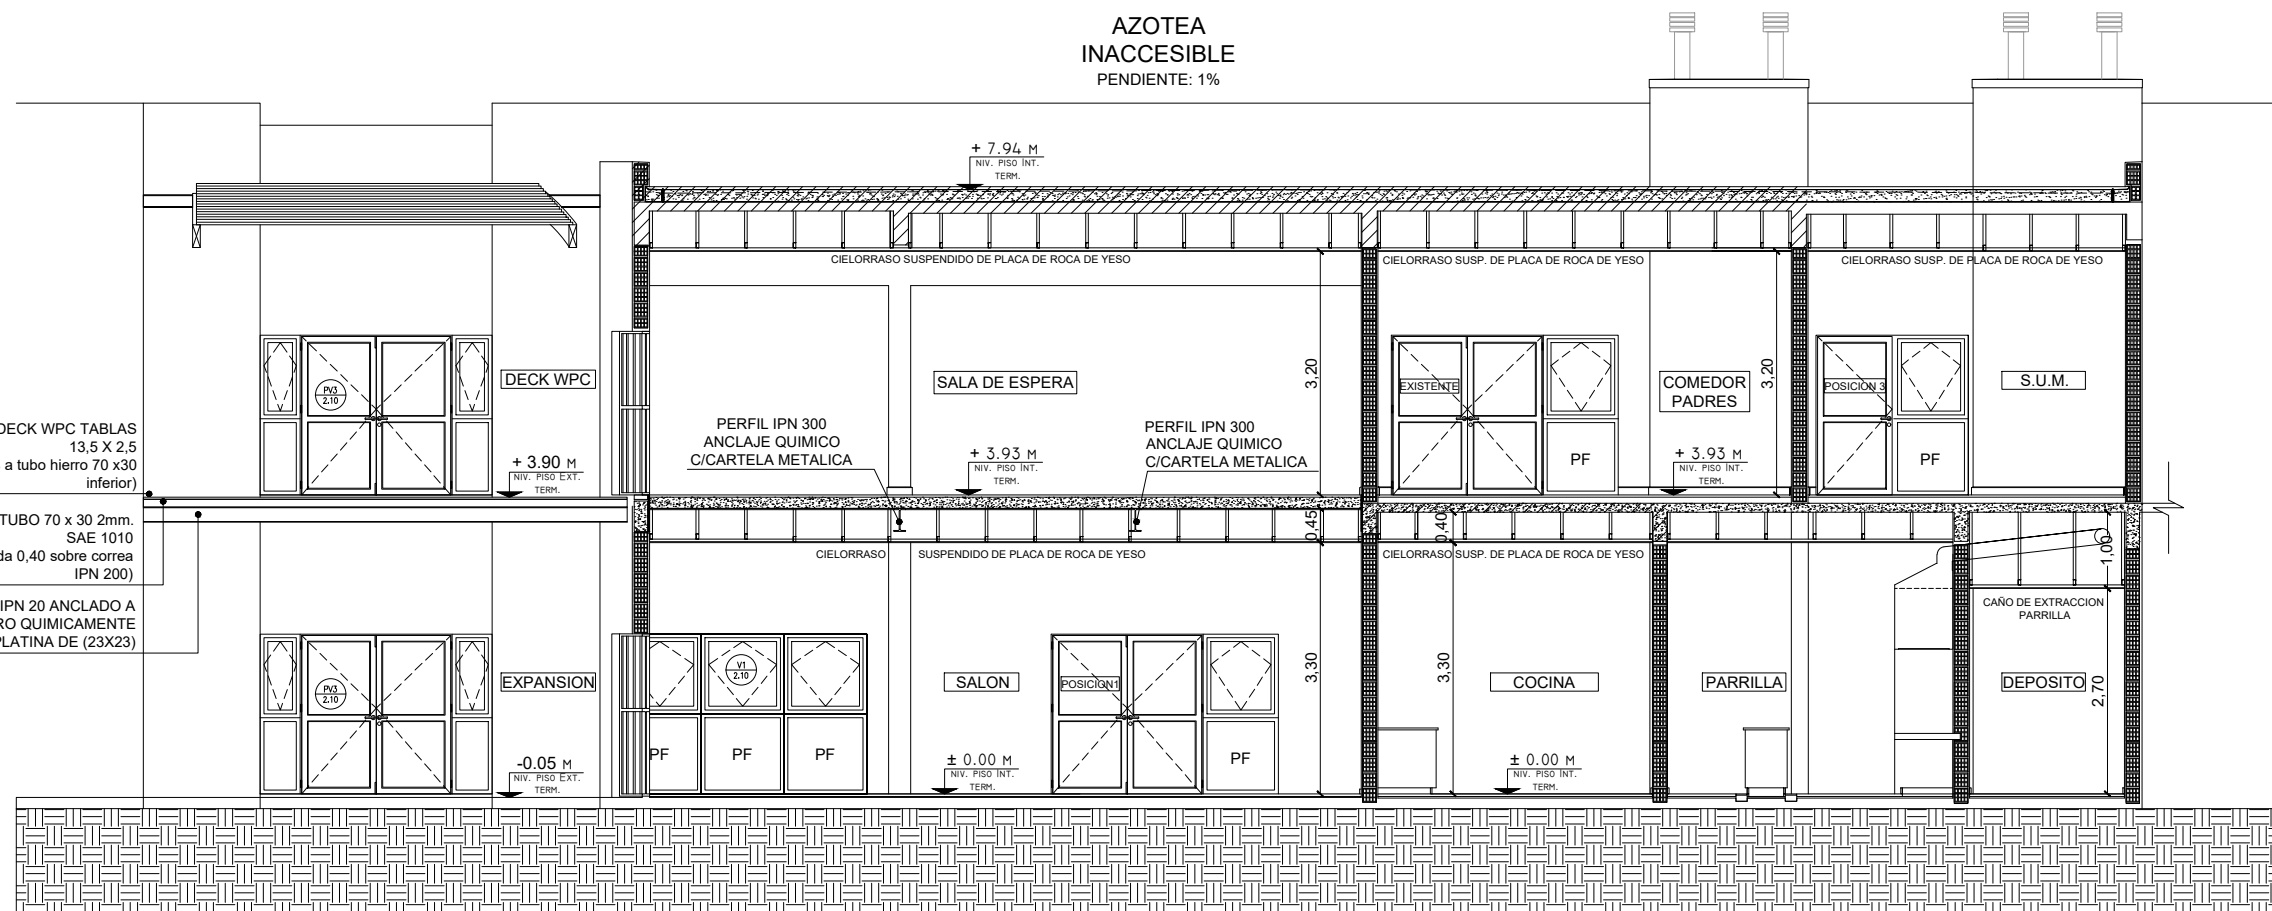 AZOTEA
INACCESIBLE
PENDIENTE: 1%
+ 7.94 M
NIV. PISO INT.
TERM.
CIELORRASO SUSPENDIDO DE PLACA DE ROCA DE YESO
CIELORRASO SUSP. DE PLACA DE ROCA DE YESO
CIELORRASO SUSP. DE PLACA DE ROCA DE YESO
DECK WPC
PV3
2.10
SALA DE ESPERA
3,20
EXISTENTE
COMEDOR
PADRES
3,20
POSICION 3
S.U.M.
DECK WPC TABLAS
13,5 X 2,5
a tubo hierro 70 x30
inferior)
PERFIL IPN 300
ANCLAJE QUIMICO
C/CARTELA METALICA
PERFIL IPN 300
ANCLAJE QUIMICO
C/CARTELA METALICA
+ 3.90 M
NIV. PISO EXT.
TERM.
+ 3.93 M
NIV. PISO INT.
TERM.
PF
+ 3.93 M
NIV. PISO INT.
TERM.
PF
TUBO 70 x 30 2mm.
SAE 1010
da 0,40 sobre correa
IPN 200)
0,45
0,40
1,00
CIELORRASO SUSPENDIDO DE PLACA DE ROCA DE YESO
CIELORRASO SUSP. DE PLACA DE ROCA DE YESO
IPN 20 ANCLADO A
RO QUIMICAMENTE
PLATINA DE (23X23)
CAÑO DE EXTRACCION
PARRILLA
PV3
2.10
EXPANSION
V1
2.10
SALON
POSICION1
3,30
3,30
COCINA
PARRILLA
DEPOSITO
2,70
PF
PF
PF
PF
-0.05 M
NIV. PISO EXT.
TERM.
± 0.00 M
NIV. PISO INT.
TERM.
± 0.00 M
NIV. PISO INT.
TERM.